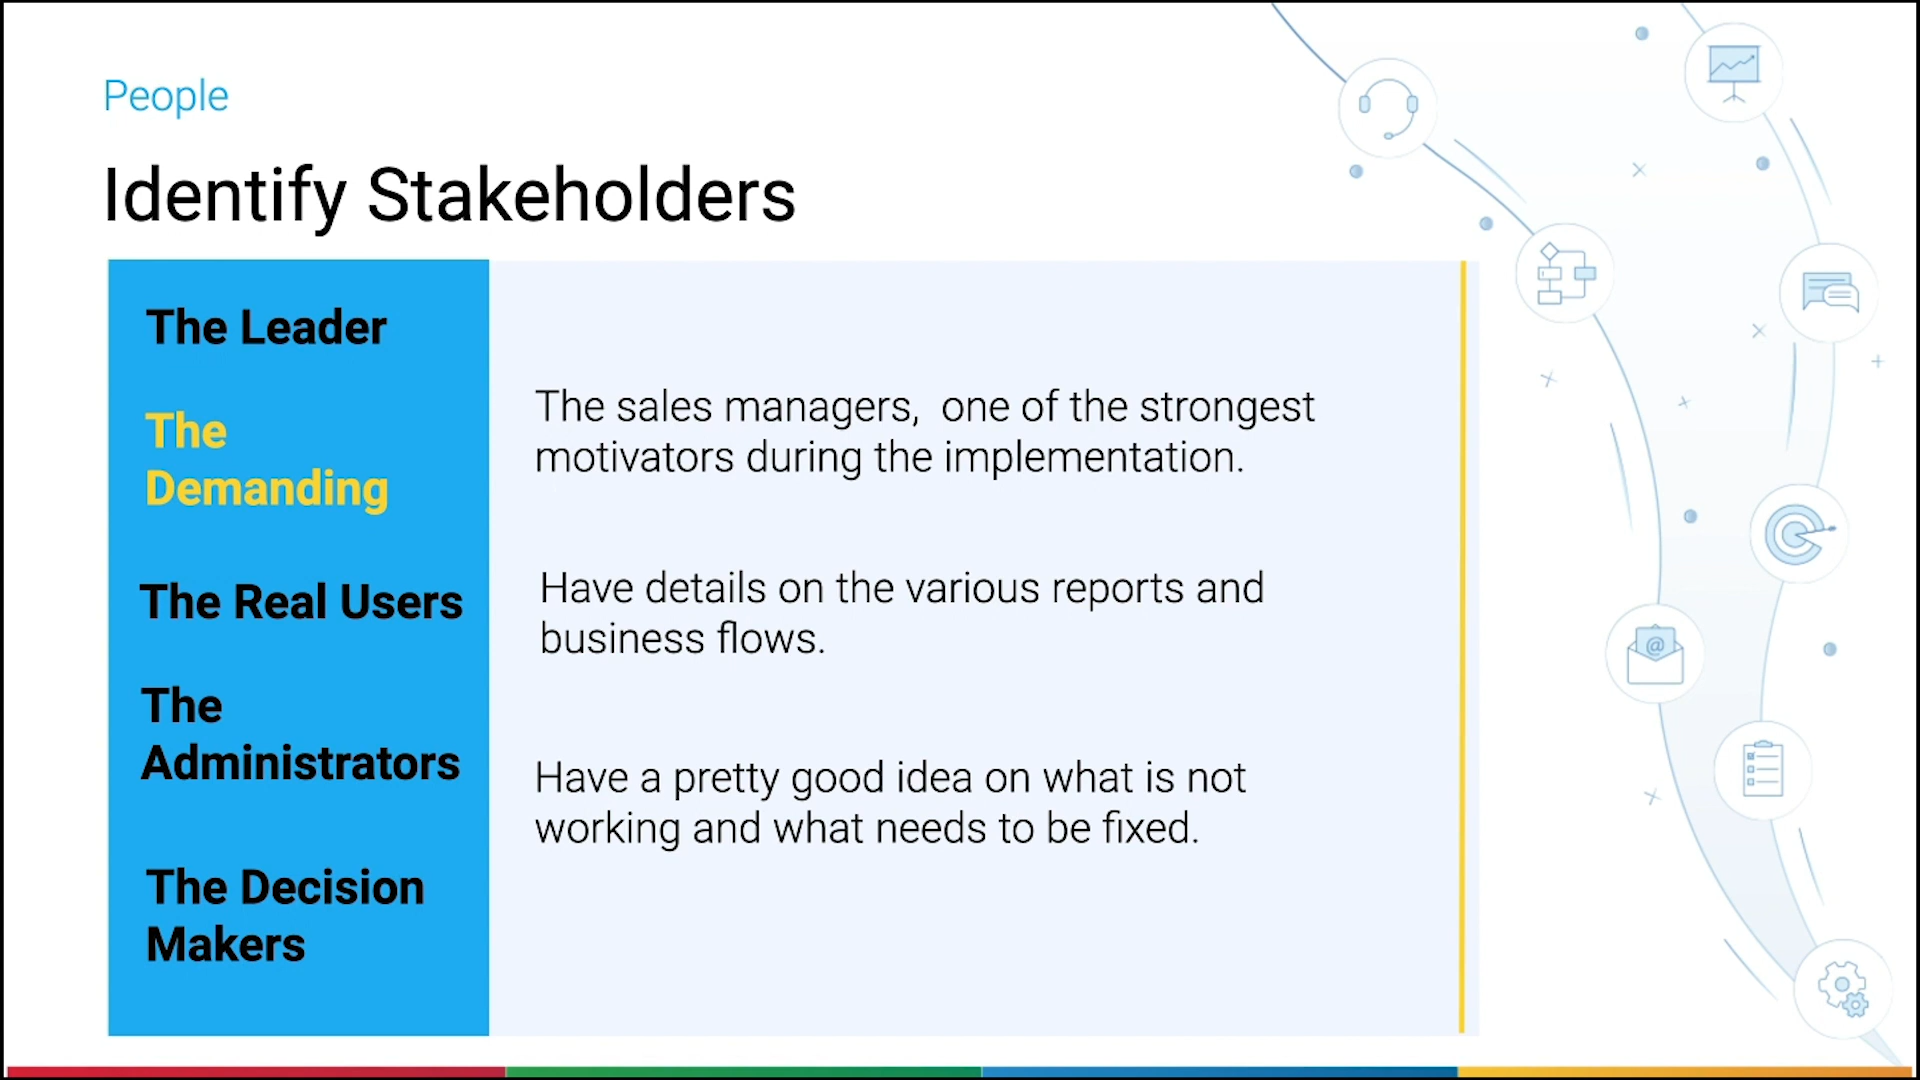 People
Identify Stakeholders
The Leader
The
Demanding
The Real Users
The
Administrators
The Decision
Makers
The sales managers,  one of the strongest
motivators during the implementation.
Have details on the various reports and
business flows.
Have a pretty good idea on what is not
working and what needs to be fixed.
@